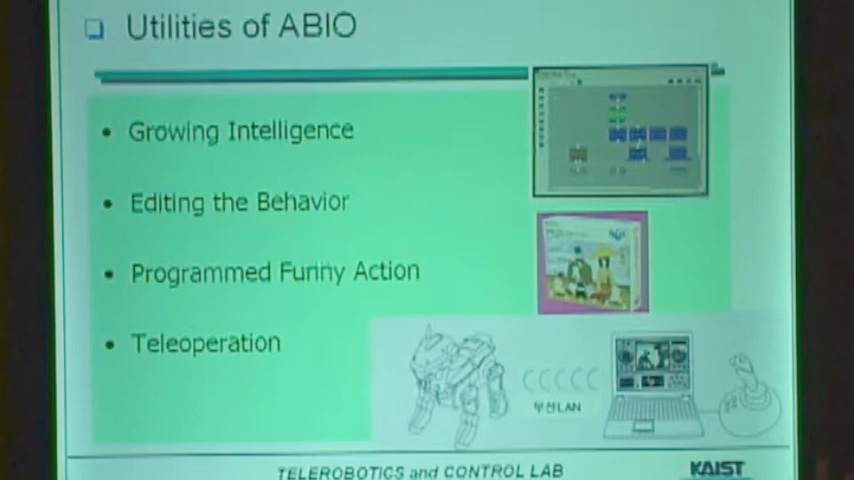 Utilities of ABIO
Growing Intelligence
Editing the Behavior
Programmed Funny Action
Teleoperation
무선LAN
TELEROBOTICS and CONTROL LAB
KAIST